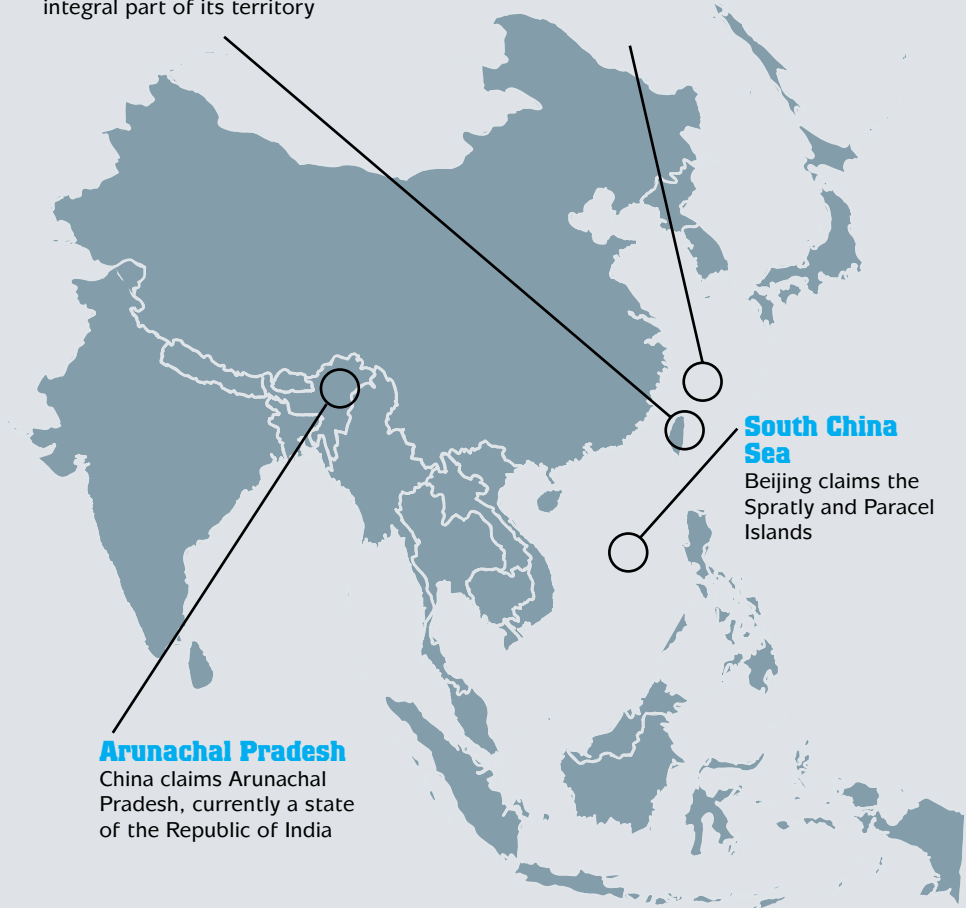 integral part of its territory
South China
Sea
Beijing claims the
Spratly and Paracel
Islands
Arunachal Pradesh
China claims Arunachal
Pradesh, currently a state
of the Republic of India